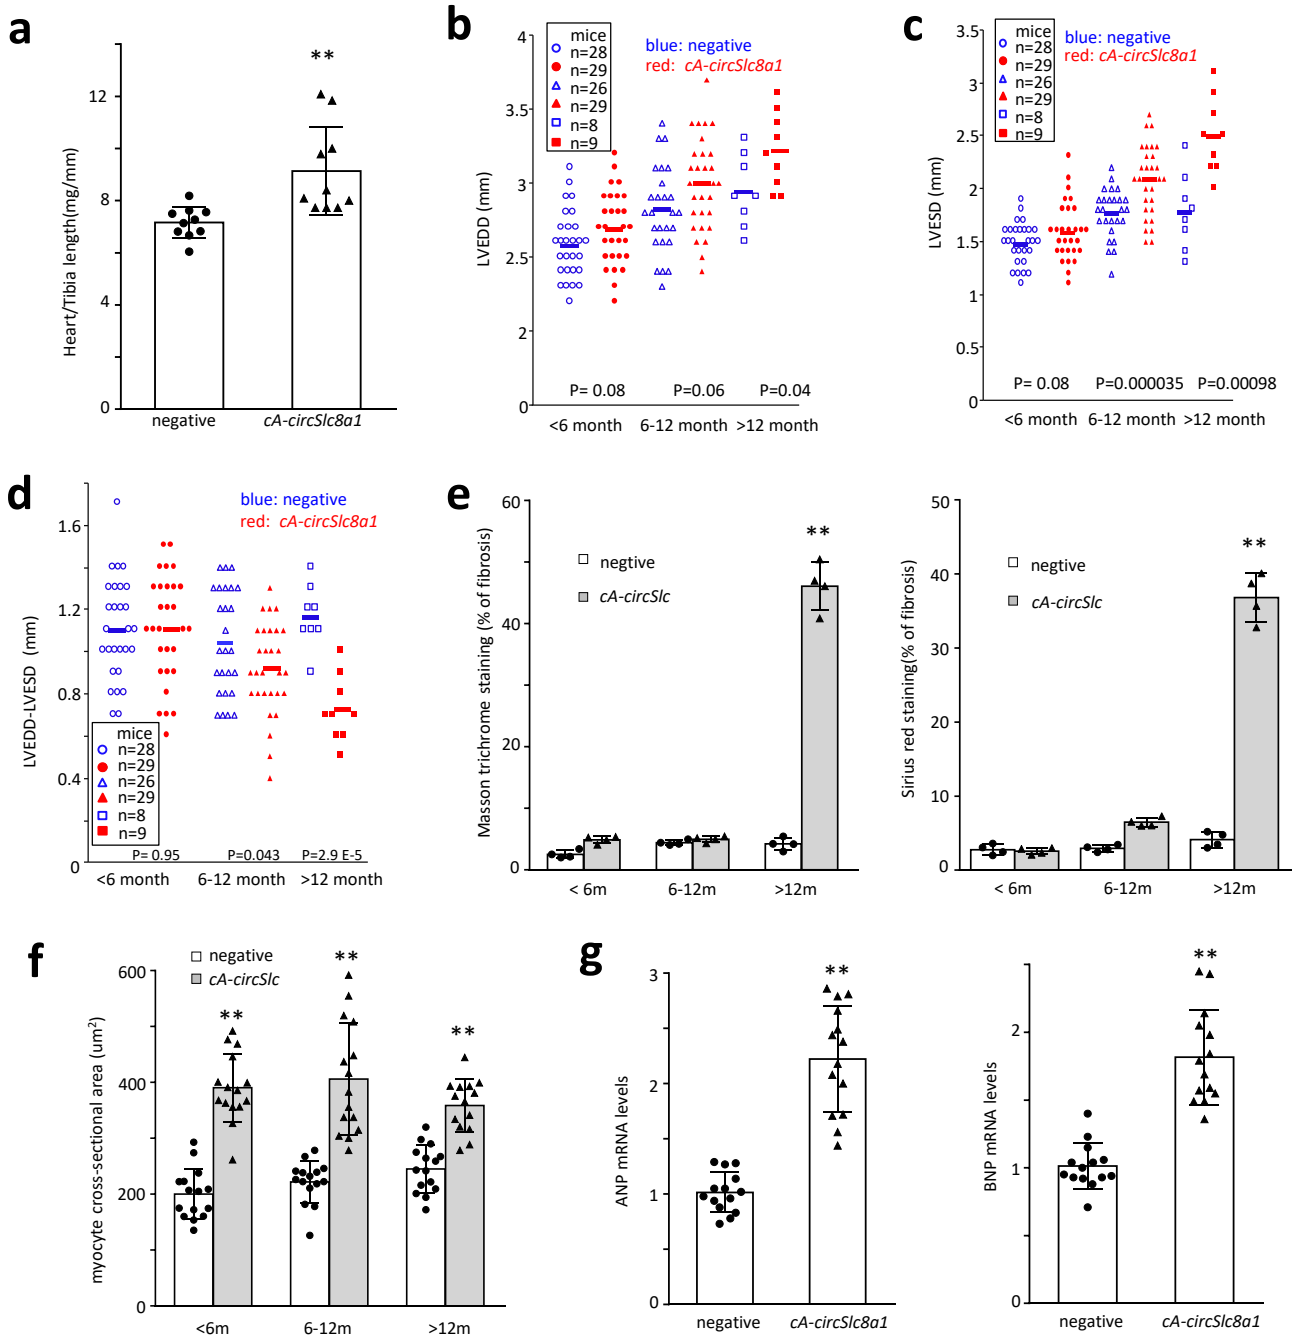 a
Heart/Tibia length(mg/mm)
12
8
4
0
**
negative
cA-circSlc8a1
b
LVEDD (mm)
4
3.5
3
2.5
2
0
mice
n=28
n=29
n=26
n=29
n=8
n=9
blue: negative
red: cA-circSlc8a1
P= 0.08
P=0.06
P=0.04
<6 month
6-12 month
>12 month
c
LVESD (mm)
3.5
3
2.5
2
1.5
1
0.5
0
mice
n=28
n=29
n=26
n=29
n=8
n=9
blue: negative
red: cA-circSlc8a1
P= 0.08
P=0.000035
P=0.00098
<6 month
6-12 month
>12 month
d
LVEDD-LVESD (mm)
1.6
1.2
0.8
0.4
0
blue: negative
red: cA-circSlc8a1
mice
n=28
n=29
n=26
n=29
n=8
n=9
P= 0.95
P=0.043
P=2.9 E-5
<6 month
6-12 month
>12 month
e
Masson trichrome staining (% of fibrosis)
60
40
20
0
negtive
cA-circSlc
**
< 6m
6-12m
>12m
Sirius red staining(% of fibrosis)
50
40
30
20
10
0
negtive
cA-circSlc
**
< 6m
6-12m
>12m
f
myocyte cross-sectional area (um²)
600
400
200
0
negative
cA-circSlc
**
**
**
<6m
6-12m
>12m
g
ANP mRNA levels
3
2
1
0
**
negative
cA-circSlc8a1
BNP mRNA levels
2
1
0
**
negative
cA-circSlc8a1